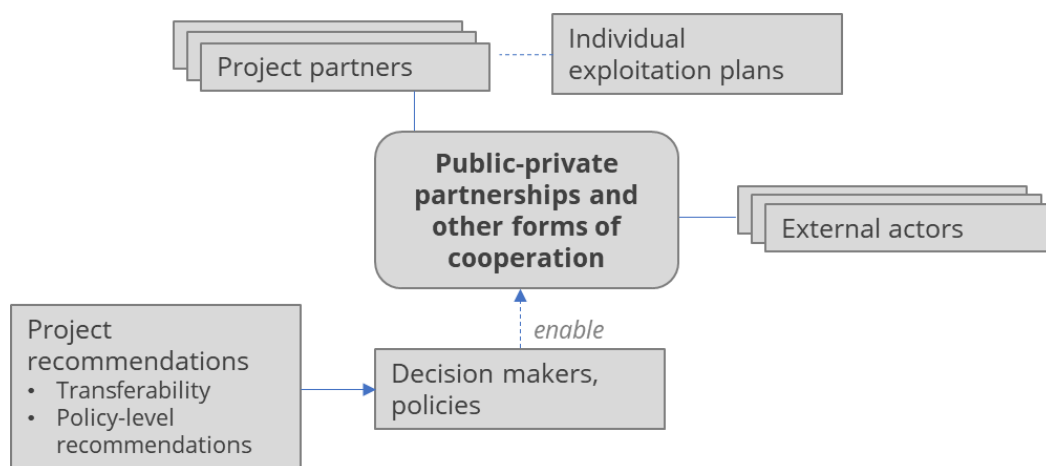 Project partners
Individual
exploitation plans
Public-private
partnerships and
other forms of
cooperation
External actors
enable
Project
recommendations
• Transferability
• Policy-level
recommendations
Decision makers,
policies